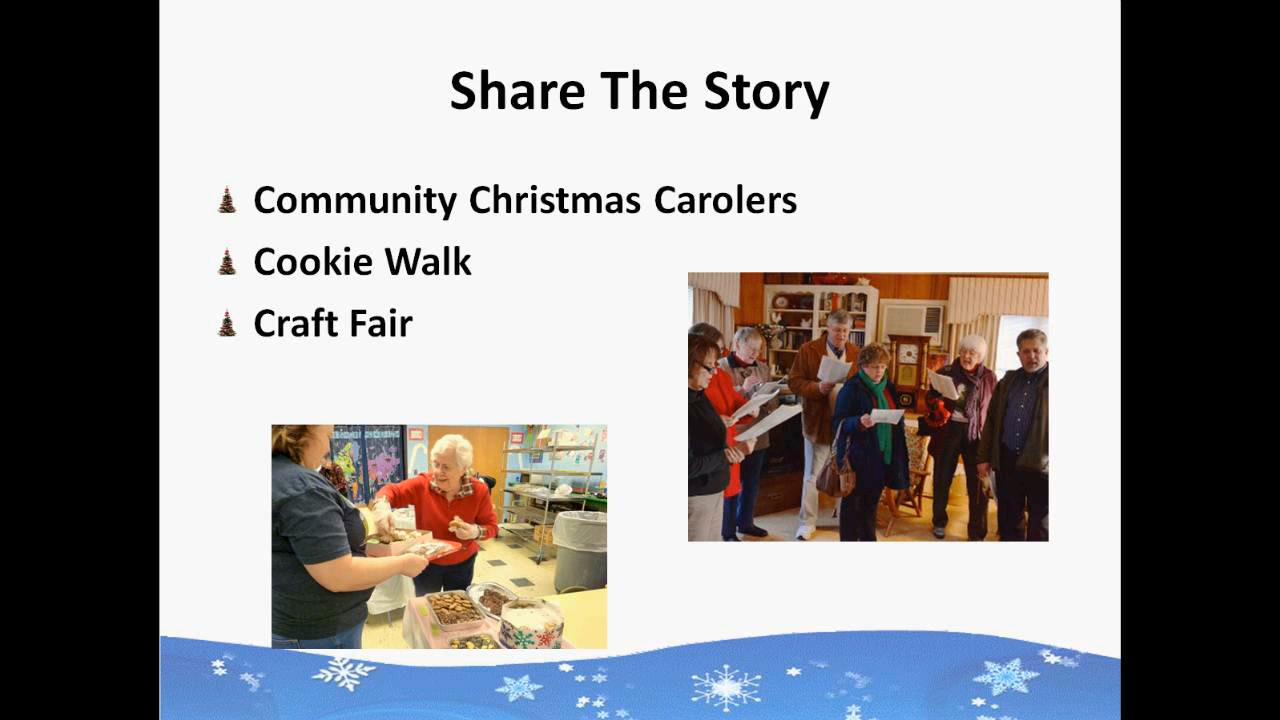 Share The Story
Community Christmas Carolers
Cookie Walk
Craft Fair